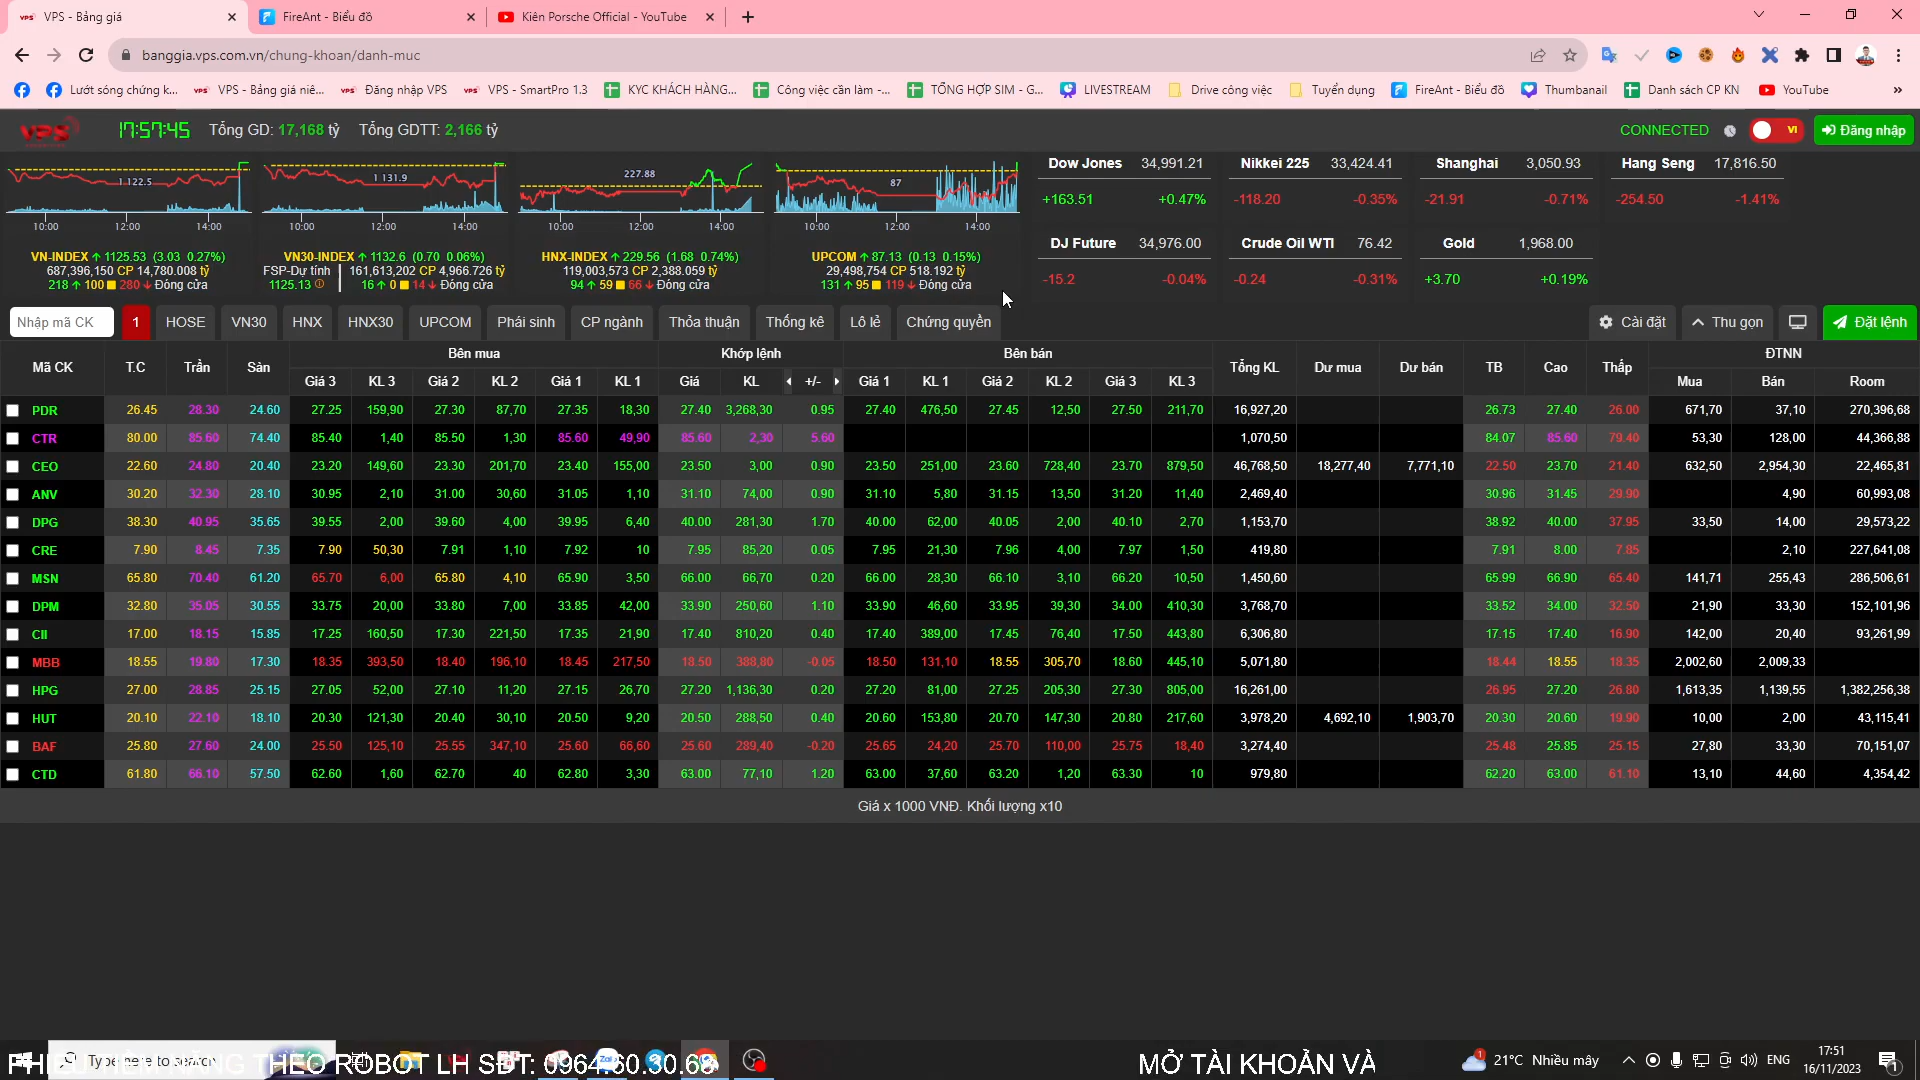 VPS - Bảng giá
FireAnt - Biểu đồ
Kiên Porsche Official - YouTube
banggia.vps.com.vn/chung-khoan/danh-muc
Lướt sóng chứng k...
VPS - Bảng giá niê...
Đăng nhập VPS
VPS - SmartPro 1.3
KYC KHÁCH HÀNG...
Công việc cần làm -...
TỔNG HỢP SIM - G...
LIVESTREAM
Drive công việc
Tuyển dụng
FireAnt - Biểu đồ
Thumbanail
Danh sách CP KN
YouTube
VPS 17:57:45 Tổng GD: 17,168 tỷ Tổng GDTT: 2,166 tỷ CONNECTED VI Đăng nhập
1 122.5
10:00 12:00 14:00
VN-INDEX 1125.53 (3.03 0.27%)
687,396,150 CP 14,780.008 tỷ
218 100 280 Đóng cửa
1 131.9
10:00 12:00 14:00
VN30-INDEX 1132.6 (0.70 0.06%)
FSP-Dự tính 161,613,202 CP 4,966.726 tỷ
1125.13 16 0 14 Đóng cửa
227.88
10:00 12:00 14:00
HNX-INDEX 229.56 (1.68 0.74%)
119,003,573 CP 2,388.059 tỷ
94 59 66 Đóng cửa
87
10:00 12:00 14:00
UPCOM 87.13 (0.13 0.15%)
29,498,754 CP 518.192 tỷ
131 95 119 Đóng cửa
Dow Jones 34,991.21
+163.51 +0.47%
Nikkei 225 33,424.41
-118.20 -0.35%
Shanghai 3,050.93
-21.91 -0.71%
Hang Seng 17,816.50
-254.50 -1.41%
DJ Future 34,976.00
-15.2 -0.04%
Crude Oil WTI 76.42
-0.24 -0.31%
Gold 1,968.00
+3.70 +0.19%
Nhập mã CK 1 HOSE VN30 HNX HNX30 UPCOM Phái sinh CP ngành Thỏa thuận Thống kê Lô lẻ Chứng quyền Cài đặt Thu gọn Đặt lệnh
Mã CK T.C Trần Sàn Bên mua Khớp lệnh Bên bán Tổng KL Dư mua Dư bán TB Cao Thấp ĐTNN
Giá 3 KL 3 Giá 2 KL 2 Giá 1 KL 1 Giá KL +/- Giá 1 KL 1 Giá 2 KL 2 Giá 3 KL 3 Mua Bán Room
PDR 26.45 28.30 24.60 27.25 159,90 27.30 87,70 27.35 18,30 27.40 3,268,30 0.95 27.40 476,50 27.45 12,50 27.50 211,70 16,927,20 26.73 27.40 26.00 671,70 37,10 270,396,68
CTR 80.00 85.60 74.40 85.40 1,40 85.50 1,30 85.60 49,90 85.60 2,30 5.60 1,070,50 84.07 85.60 79.40 53,30 128,00 44,366,88
CEO 22.60 24.80 20.40 23.20 149,60 23.30 201,70 23.40 155,00 23.50 3,00 0.90 23.50 251,00 23.60 728,40 23.70 879,50 46,768,50 18,277,40 7,771,10 22.50 23.70 21.40 632,50 2,954,30 22,465,81
ANV 30.20 32.30 28.10 30.95 2,10 31.00 30,60 31.05 1,10 31.10 74,00 0.90 31.10 5,80 31.15 13,50 31.20 11,40 2,469,40 30.96 31.45 29.90 4,90 60,993,08
DPG 38.30 40.95 35.65 39.55 2,00 39.60 4,00 39.95 6,40 40.00 281,30 1.70 40.00 62,00 40.05 2,00 40.10 2,70 1,153,70 38.92 40.00 37.95 33,50 14,00 29,573,22
CRE 7.90 8.45 7.35 7.90 50,30 7.91 1,10 7.92 10 7.95 85,20 0.05 7.95 21,30 7.96 4,00 7.97 1,50 419,80 7.91 8.00 7.85 2,10 227,641,08
MSN 65.80 70.40 61.20 65.70 6,00 65.80 4,10 65.90 3,50 66.00 66,70 0.20 66.00 28,30 66.10 3,10 66.20 10,50 1,450,60 65.99 66.90 65.40 141,71 255,43 286,506,61
DPM 32.80 35.05 30.55 33.75 20,00 33.80 7,00 33.85 42,00 33.90 250,60 1.10 33.90 46,60 33.95 39,30 34.00 410,30 3,768,70 33.52 34.00 32.50 21,90 33,30 152,101,96
CII 17.00 18.15 15.85 17.25 160,50 17.30 221,50 17.35 21,90 17.40 810,20 0.40 17.40 389,00 17.45 76,40 17.50 443,80 6,306,80 17.15 17.40 16.90 142,00 20,40 93,261,99
MBB 18.55 19.80 17.30 18.35 393,50 18.40 196,10 18.45 217,50 18.50 388,80 -0.05 18.50 131,10 18.55 305,70 18.60 445,10 5,071,80 18.44 18.55 18.35 2,002,60 2,009,33
HPG 27.00 28.85 25.15 27.05 52,00 27.10 11,20 27.15 26,70 27.20 1,136,30 0.20 27.20 81,00 27.25 205,30 27.30 805,00 16,261,00 26.95 27.20 26.80 1,613,35 1,139,55 1,382,256,38
HUT 20.10 22.10 18.10 20.30 121,30 20.40 30,10 20.50 9,20 20.50 288,50 0.40 20.60 153,80 20.70 147,30 20.80 217,60 3,978,20 4,692,10 1,903,70 20.30 20.60 19.90 10,00 2,00 43,115,41
BAF 25.80 27.60 24.00 25.50 125,10 25.55 347,10 25.60 66,60 25.60 289,40 -0.20 25.65 24,20 25.70 110,00 25.75 18,40 3,274,40 25.48 25.85 25.15 27,80 33,30 70,151,07
CTD 61.80 66.10 57.50 62.60 1,60 62.70 40 62.80 3,30 63.00 77,10 1.20 63.00 37,60 63.20 1,20 63.30 10 979,80 62.20 63.00 61.10 13,10 44,60 4,354,42
Giá x 1000 VNĐ. Khối lượng x10
Type here to search
THEO ROBOT LH SĐT: 0964.60.30.68 MỞ TÀI KHOẢN VÀ
21°C Nhiều mây ENG 17:51
16/11/2023